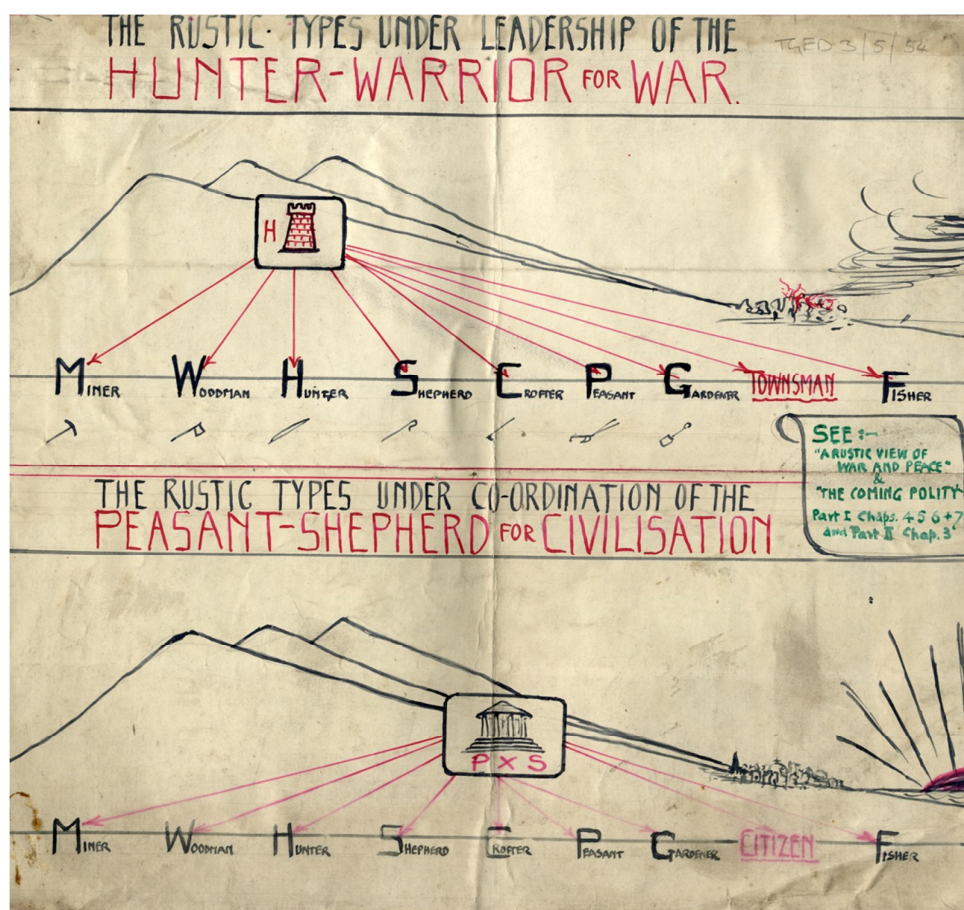 THE RUSTIC TYPES UNDER LEADERSHIP OF THE
TGED 3/5/52
HUNTER-WARRIOR FOR WAR.
H
MINER WOODMAN HUNTER SHEPHERD CROFTER PEASANT GARDENER TOWNSMAN FISHER
SEE :-
"A RUSTIC VIEW OF
WAR AND PEACE"
&
"THE COMING POLITY"
Part I Chaps. 4 5 6 + 7
and Part II Chap. 3
THE RUSTIC TYPES UNDER CO-ORDINATION OF THE
PEASANT-SHEPHERD FOR CIVILISATION
P X S
MINER WOODMAN HUNTER SHEPHERD CROFTER PEASANT GARDENER CITIZEN FISHER